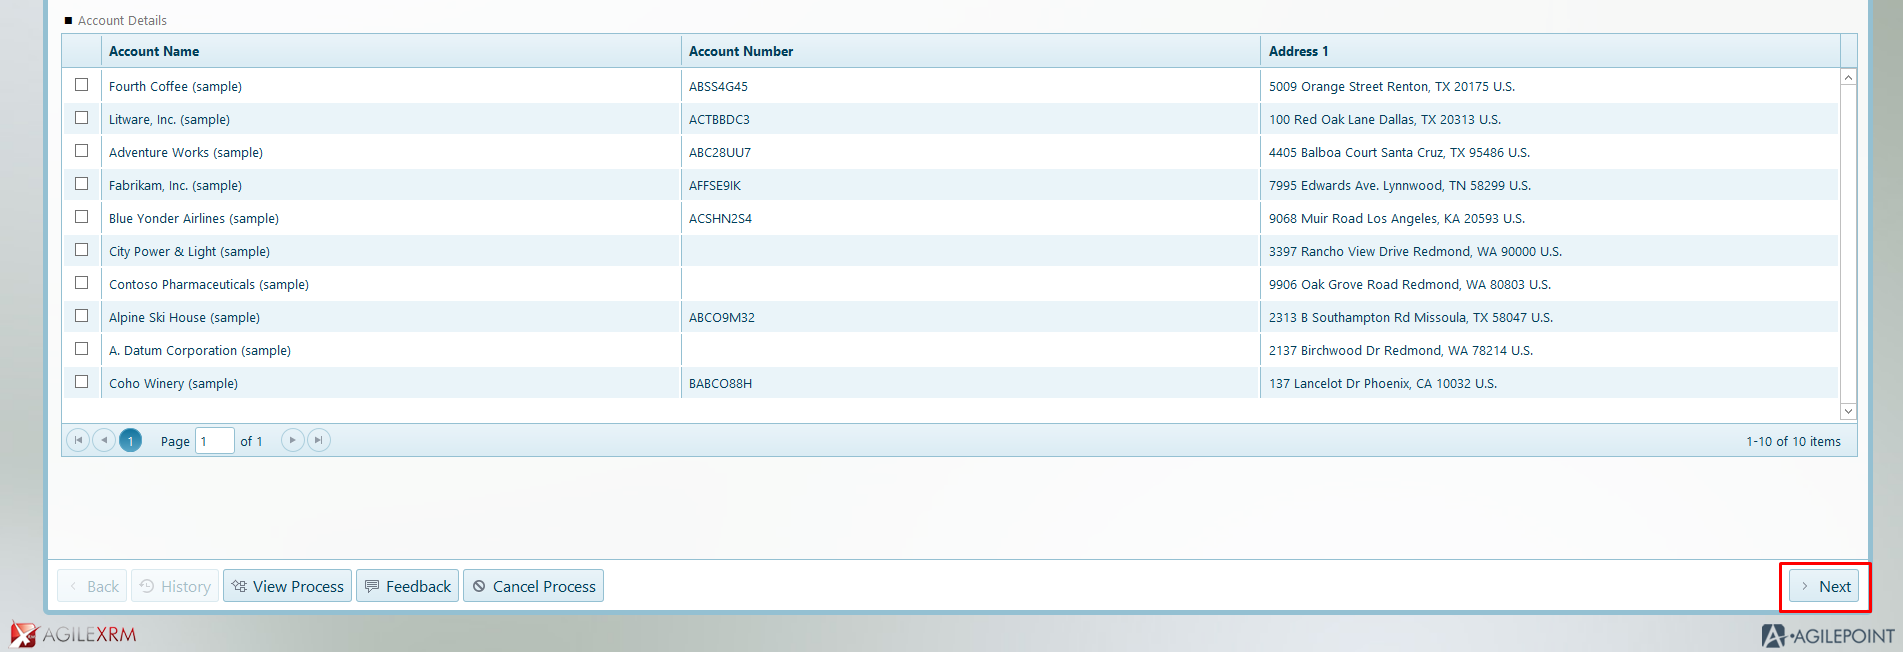 Account Details
Account Name Account Number Address 1
Fourth Coffee (sample) ABSS4G45 5009 Orange Street Renton, TX 20175 U.S.
Litware, Inc. (sample) ACTBBDC3 100 Red Oak Lane Dallas, TX 20313 U.S.
Adventure Works (sample) ABC28UU7 4405 Balboa Court Santa Cruz, TX 95486 U.S.
Fabrikam, Inc. (sample) AFFSE9IK 7995 Edwards Ave. Lynnwood, TN 58299 U.S.
Blue Yonder Airlines (sample) ACSHN2S4 9068 Muir Road Los Angeles, KA 20593 U.S.
City Power & Light (sample) 3397 Rancho View Drive Redmond, WA 90000 U.S.
Contoso Pharmaceuticals (sample) 9906 Oak Grove Road Redmond, WA 80803 U.S.
Alpine Ski House (sample) ABCO9M32 2313 B Southampton Rd Missoula, TX 58047 U.S.
A. Datum Corporation (sample) 2137 Birchwood Dr Redmond, WA 78214 U.S.
Coho Winery (sample) BABCO88H 137 Lancelot Dr Phoenix, CA 10032 U.S.
1 Page 1 of 1 1-10 of 10 items
Back History View Process Feedback Cancel Process Next
AGILEXRM AGILEPOINT